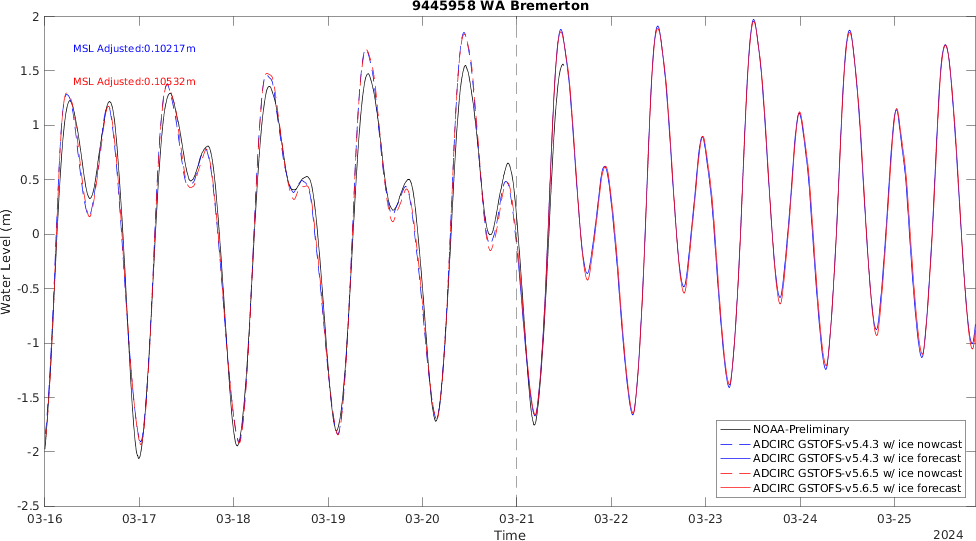 9445958 WA Bremerton
MSL Adjusted:0.10217m
MSL Adjusted:0.10532m
Water Level (m)
2
1.5
1
0.5
0
-0.5
-1
-1.5
-2
-2.5
NOAA-Preliminary
ADCIRC GSTOFS-v5.4.3 w/ ice nowcast
ADCIRC GSTOFS-v5.4.3 w/ ice forecast
ADCIRC GSTOFS-v5.6.5 w/ ice nowcast
ADCIRC GSTOFS-v5.6.5 w/ ice forecast
03-16 03-17 03-18 03-19 03-20 03-21 03-22 03-23 03-24 03-25
Time
2024